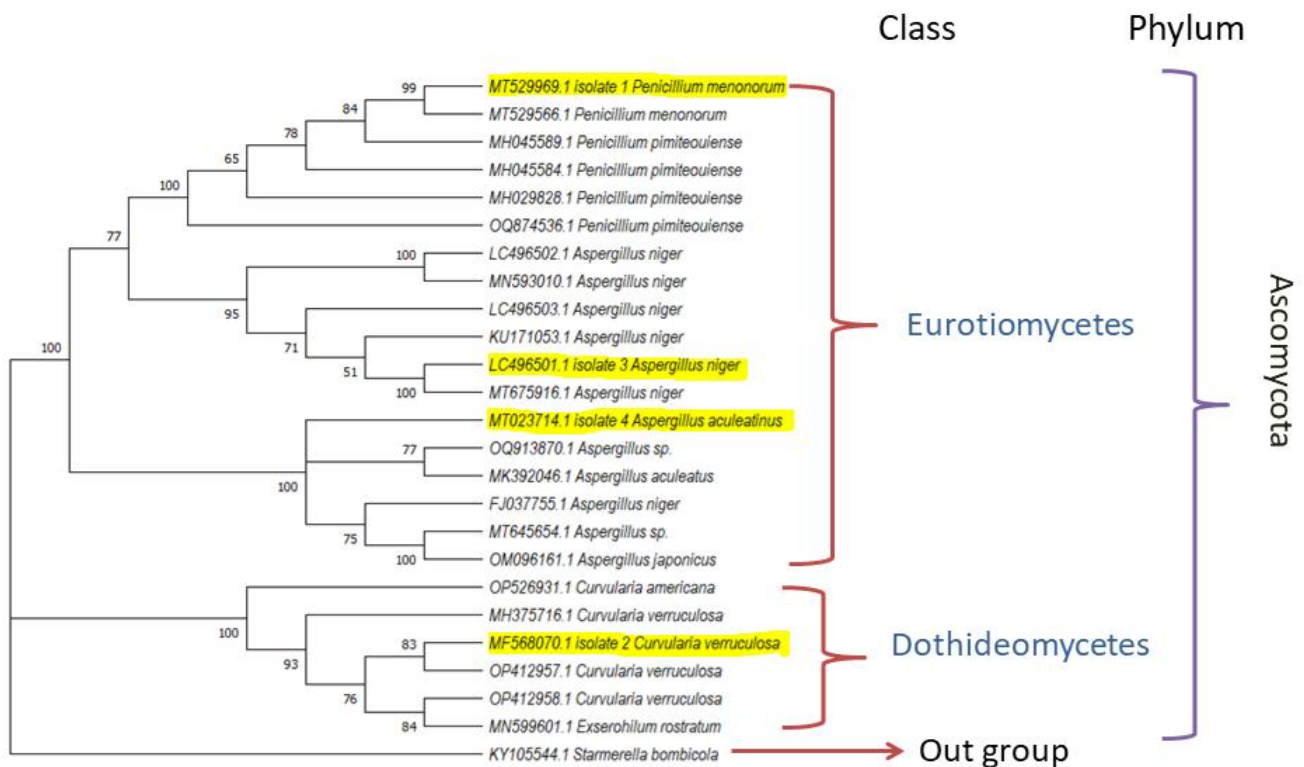 Class Phylum
99 MT529969.1 isolate 1 Penicillium menonorum
84 MT529566.1 Penicillium menonorum
78 MH045589.1 Penicillium pimiteouiense
65 MH045584.1 Penicillium pimiteouiense
100 MH029828.1 Penicillium pimiteouiense
77 OQ874536.1 Penicillium pimiteouiense
100 LC496502.1 Aspergillus niger
MN593010.1 Aspergillus niger
95 LC496503.1 Aspergillus niger
Eurotiomycetes
71 KU171053.1 Aspergillus niger
100 51 LC496501.1 isolate 3 Aspergillus niger
100 MT675916.1 Aspergillus niger
Ascomycota
MT023714.1 isolate 4 Aspergillus aculeatinus
77 OQ913870.1 Aspergillus sp.
100 MK392046.1 Aspergillus aculeatus
FJ037755.1 Aspergillus niger
75 MT645654.1 Aspergillus sp.
100 OM096161.1 Aspergillus japonicus
OP526931.1 Curvularia americana
100 MH375716.1 Curvularia verruculosa
93 83 MF568070.1 isolate 2 Curvularia verruculosa
Dothideomycetes
OP412957.1 Curvularia verruculosa
76 OP412958.1 Curvularia verruculosa
84 MN599601.1 Exserohilum rostratum
KY105544.1 Starmerella bombicola Out group